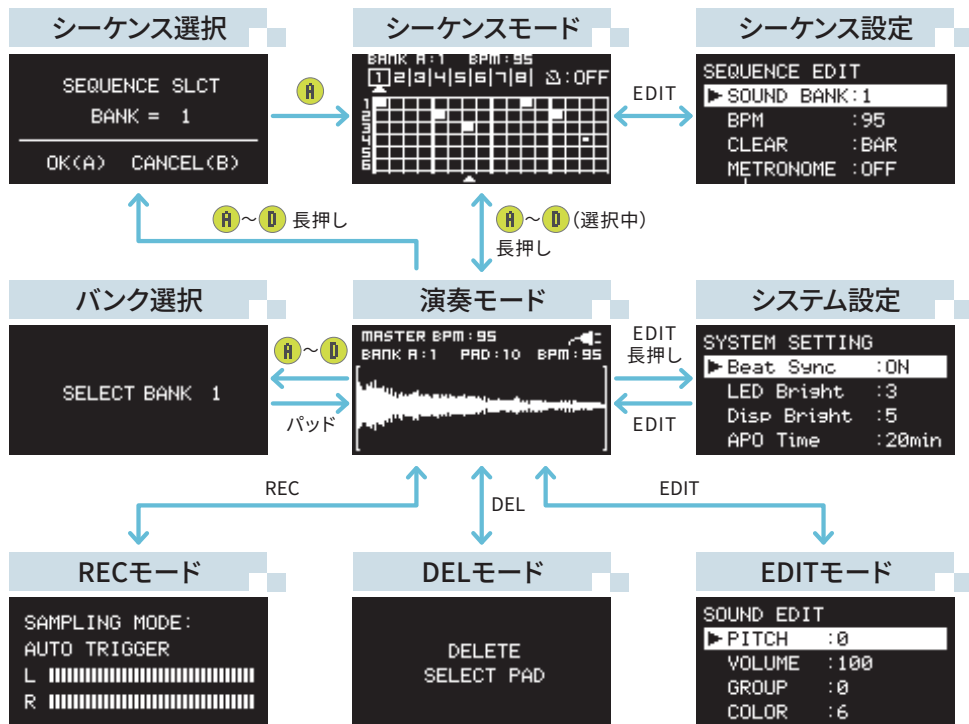 シーケンス選択
SEQUENCE SLCT
BANK = 1
OK(A) CANCEL(B)
A
シーケンスモード
BANK A:1 BPM:95
1 2 3 4 5 6 7 8 :OFF
1
2
3
4
5
6
EDIT
シーケンス設定
SEQUENCE EDIT
▶SOUND BANK:1
BPM :95
CLEAR :BAR
METRONOME :OFF
A～D 長押し
A～D(選択中)
長押し
バンク選択
SELECT BANK 1
A～D
パッド
演奏モード
MASTER BPM:95
BANK A:1 PAD:10 BPM:95
EDIT
長押し
EDIT
システム設定
SYSTEM SETTING
▶Beat Sync :ON
LED Bright :3
Disp Bright :5
APO Time :20min
REC
DEL
EDIT
RECモード
SAMPLING MODE:
AUTO TRIGGER
L
R
DELモード
DELETE
SELECT PAD
EDITモード
SOUND EDIT
▶PITCH :0
VOLUME :100
GROUP :0
COLOR :6